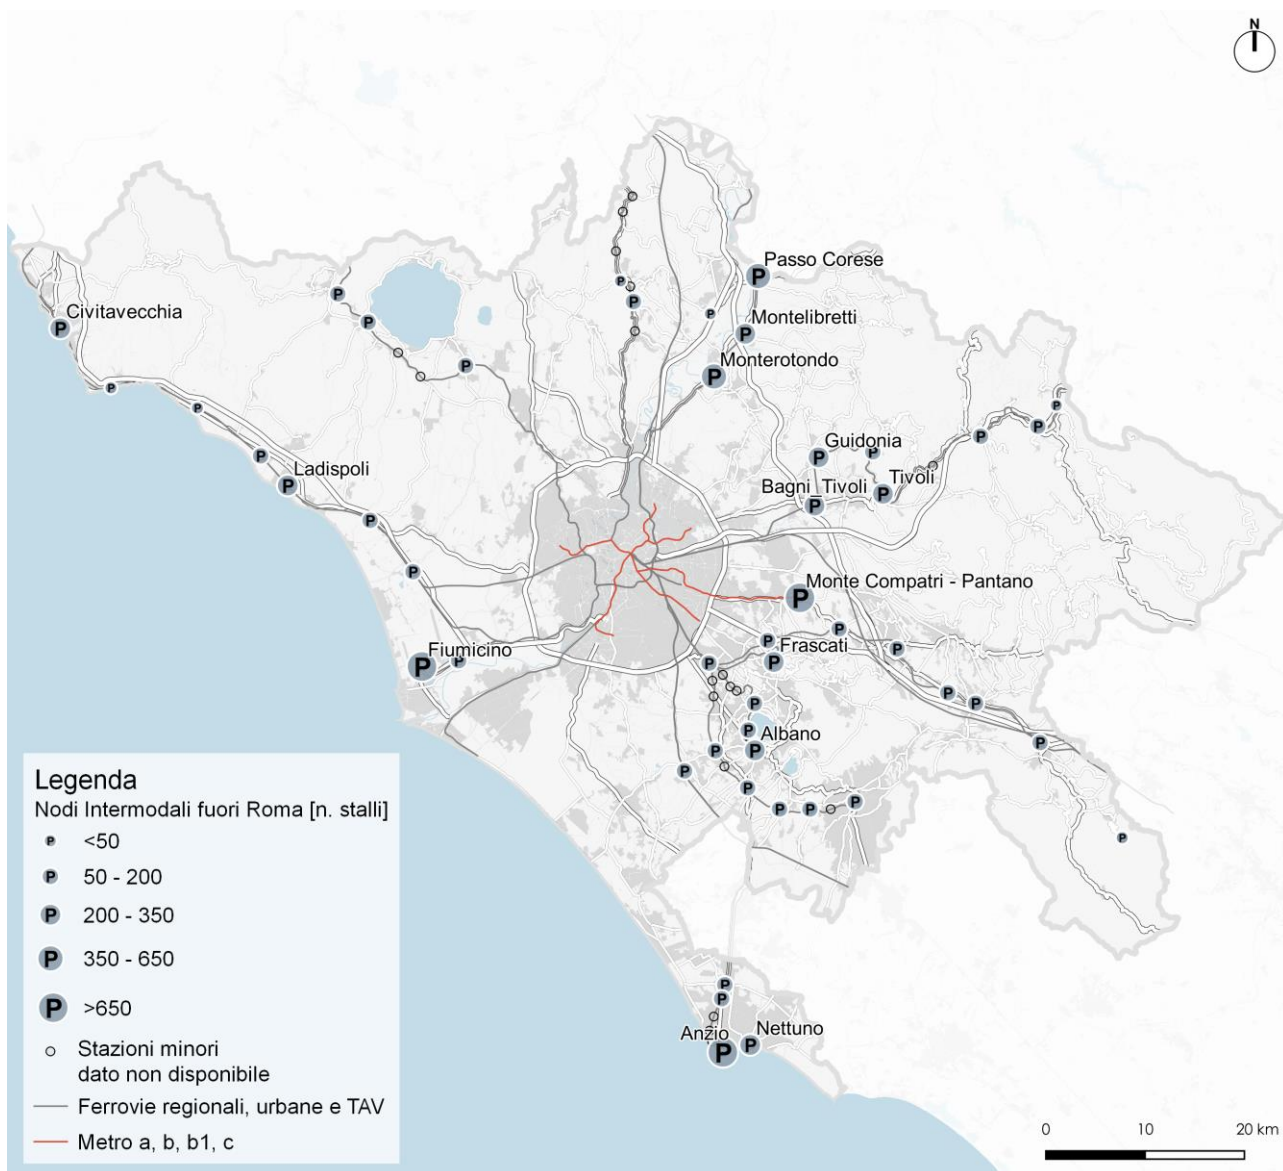 N
Passo Corese
Civitavecchia
Montelibretti
Monterotondo
Guidonia
Ladispoli
Tivoli
Bagni_Tivoli
Monte Compatri - Pantano
Fiumicino
Frascati
Albano
Anzio
Nettuno
Legenda
Nodi Intermodali fuori Roma [n. stalli]
P <50
P 50 - 200
P 200 - 350
P 350 - 650
P >650
Stazioni minori
dato non disponibile
Ferrovie regionali, urbane e TAV
Metro a, b, b1, c
0 10 20 km